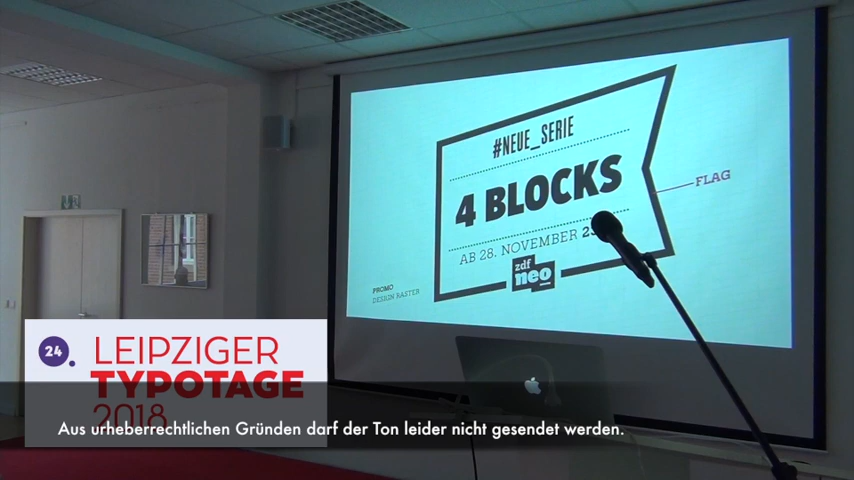 #NEUE_SERIE
4 BLOCKS
FLAG
AB 28. NOVEMBER
zdf
neo
PROMO
DESIGN RASTER
24.
LEIPZIGER
TYPOTAGE
2018
Aus urheberrechtlichen Gründen darf der Ton leider nicht gesendet werden.